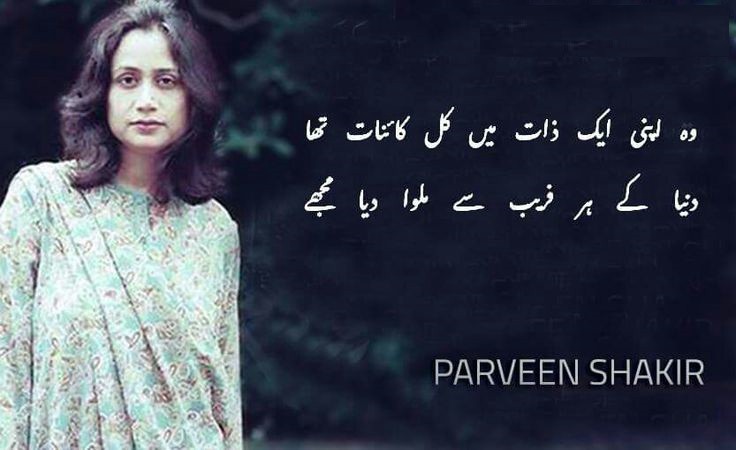 وہ اپنی ایک ذات میں کل کائنات تھا
دنیا کے ہر فریب سے ملوا دیا مجھے
PARVEEN SHAKIR